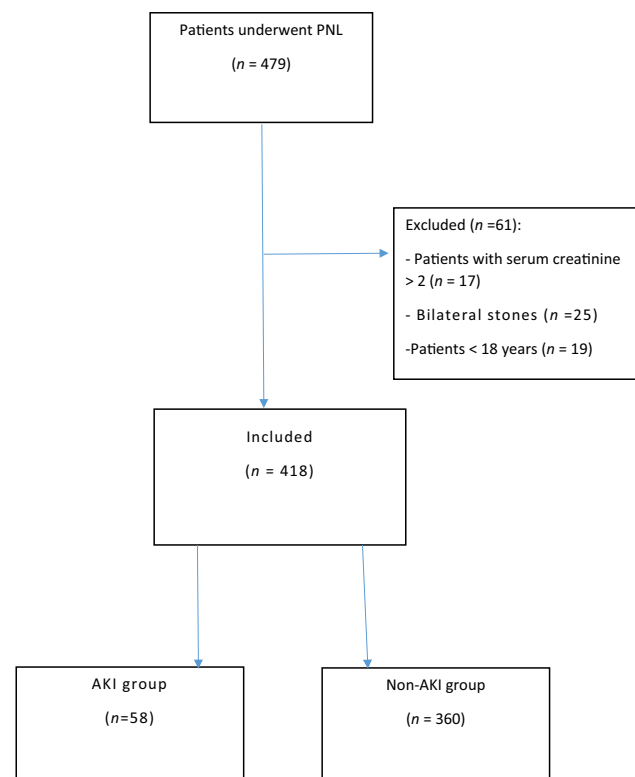 Patients underwent PNL
(n = 479)
Excluded (n =61):
- Patients with serum creatinine
> 2 (n = 17)
- Bilateral stones (n =25)
-Patients < 18 years (n = 19)
Included
(n = 418)
AKI group
(n=58)
Non-AKI group
(n = 360)